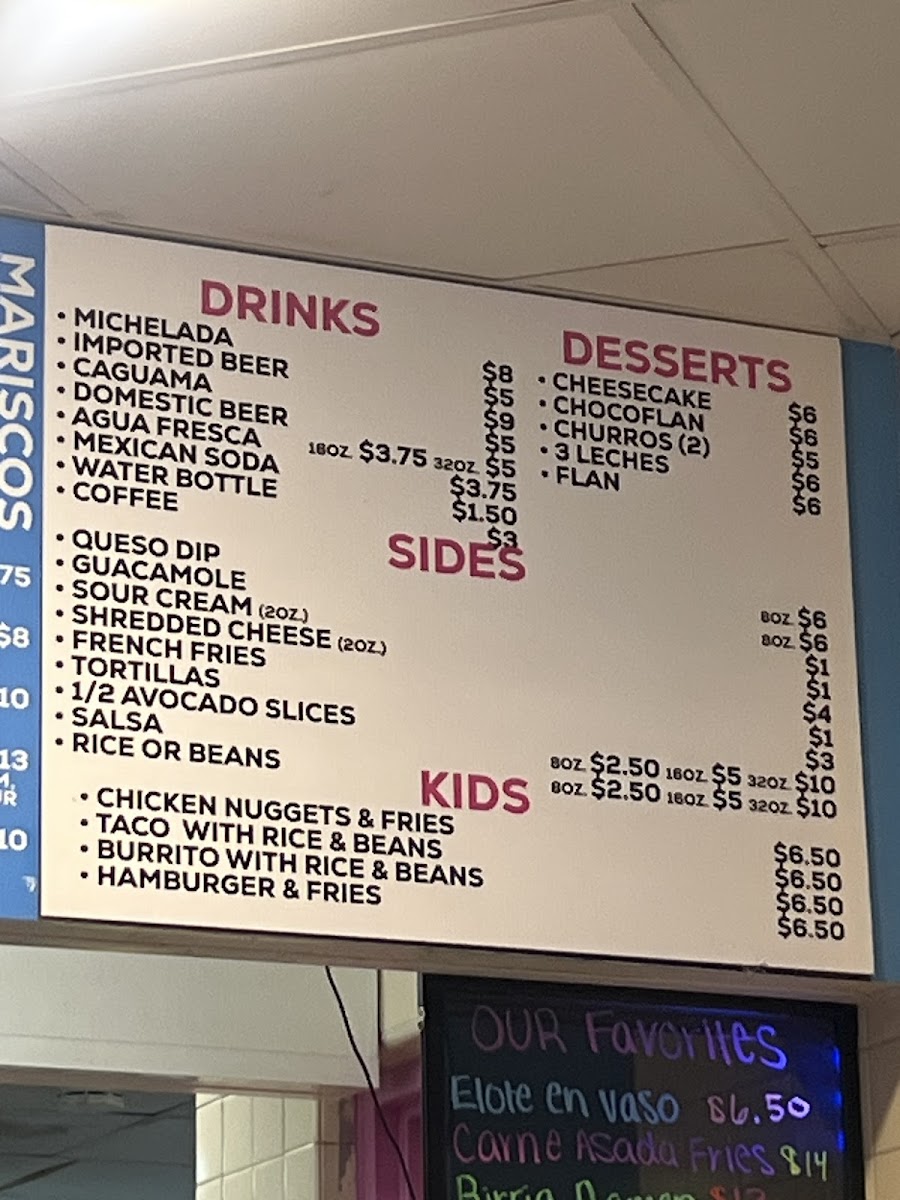 MARISCOS
75
$8
10
13
10
DRINKS
• MICHELADA $8
• IMPORTED BEER $5
• CAGUAMA $9
• DOMESTIC BEER $5
• AGUA FRESCA 16OZ. $3.75 32OZ. $5
• MEXICAN SODA $3.75
• WATER BOTTLE $1.50
• COFFEE $3
DESSERTS
• CHEESECAKE $6
• CHOCOFLAN $6
• CHURROS (2) $5
• 3 LECHES $6
• FLAN $6
SIDES
• QUESO DIP 8OZ. $6
• GUACAMOLE 8OZ. $6
• SOUR CREAM (2OZ.) $1
• SHREDDED CHEESE (2OZ.) $1
• FRENCH FRIES $4
• TORTILLAS $1
• 1/2 AVOCADO SLICES $3
• SALSA 8OZ. $2.50 16OZ. $5 32OZ. $10
• RICE OR BEANS 8OZ. $2.50 16OZ. $5 32OZ. $10
KIDS
• CHICKEN NUGGETS & FRIES $6.50
• TACO WITH RICE & BEANS $6.50
• BURRITO WITH RICE & BEANS $6.50
• HAMBURGER & FRIES $6.50
OUR Favorites
Elote en vaso $6.50
Carne Asada Fries $14
Birria